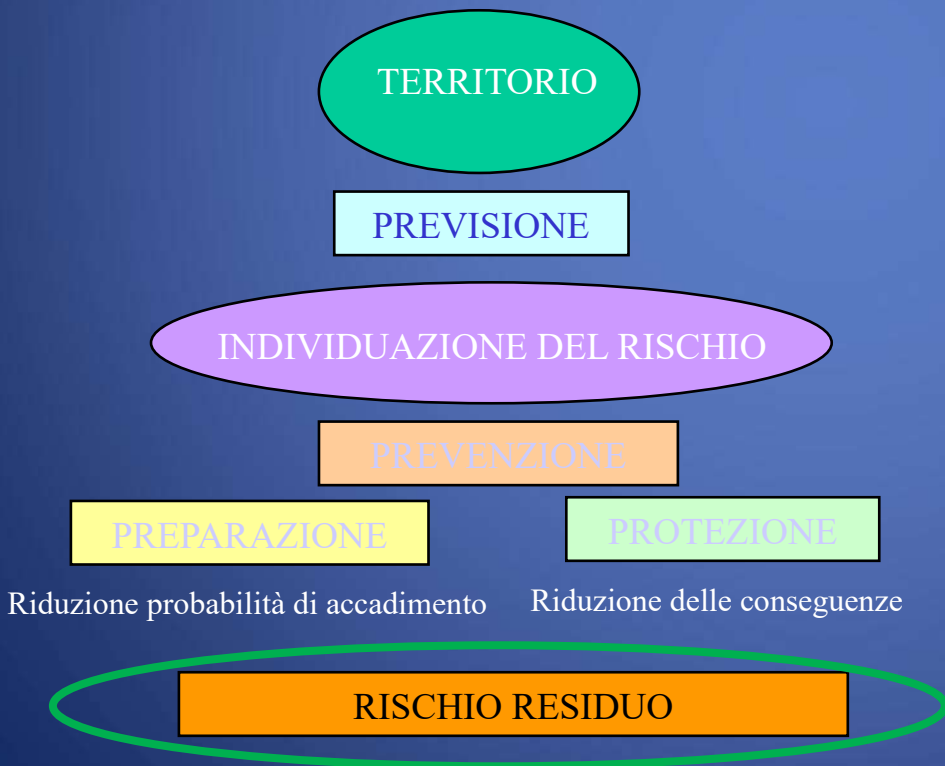 TERRITORIO
PREVISIONE
INDIVIDUAZIONE DEL RISCHIO
PREVENZIONE
PREPARAZIONE
PROTEZIONE
Riduzione probabilità di accadimento
Riduzione delle conseguenze
RISCHIO RESIDUO